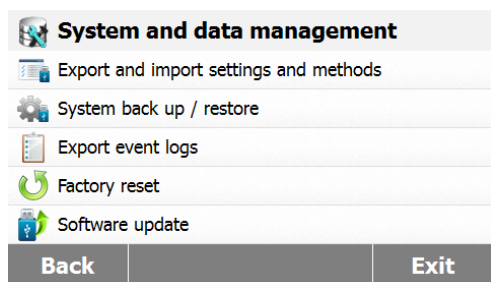 System and data management
Export and import settings and methods
System back up / restore
Export event logs
Factory reset
Software update
Back
Exit